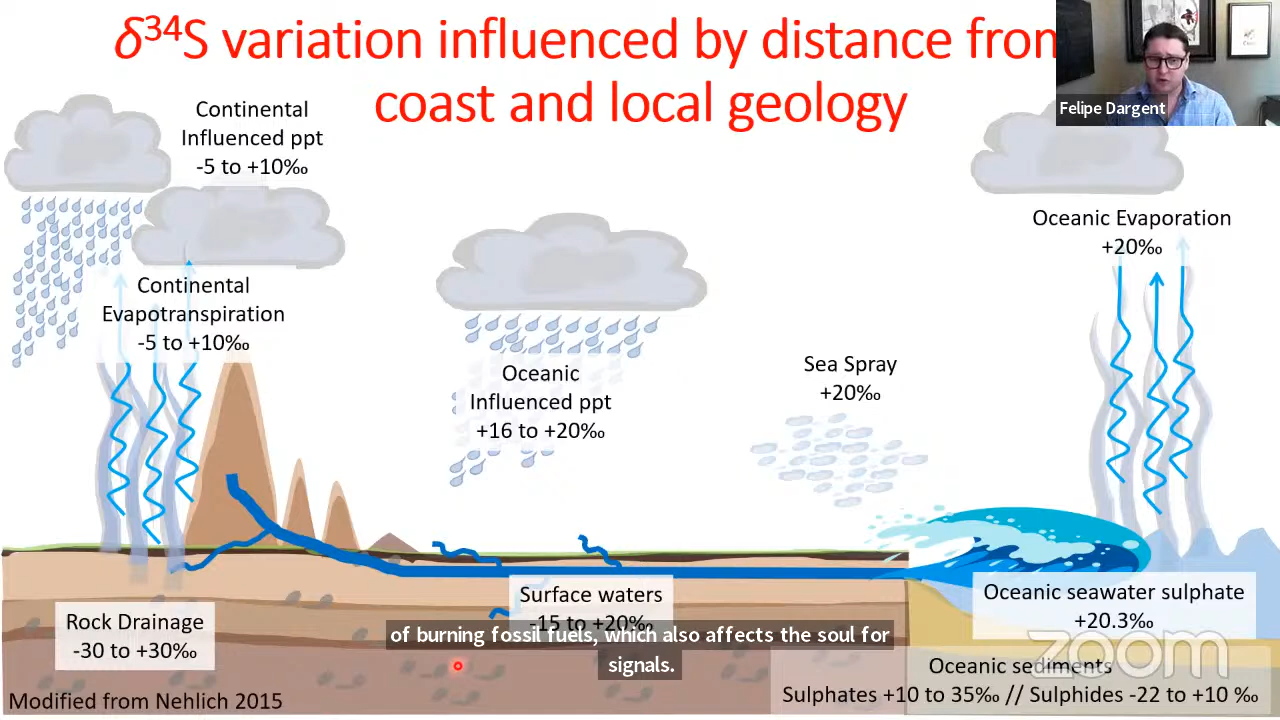 δ³⁴S variation influenced by distance from
coast and local geology
Felipe Dargent
Continental
Influenced ppt
-5 to +10‰
Oceanic Evaporation
+20‰
Continental
Evapotranspiration
-5 to +10‰
Oceanic
Influenced ppt
+16 to +20‰
Sea Spray
+20‰
Surface waters
-15 to +20‰
Oceanic seawater sulphate
+20.3‰
Rock Drainage
-30 to +30‰
of burning fossil fuels, which also affects the soul for
signals.
zoom
Oceanic sediments
Sulphates +10 to 35‰ // Sulphides -22 to +10 ‰
Modified from Nehlich 2015